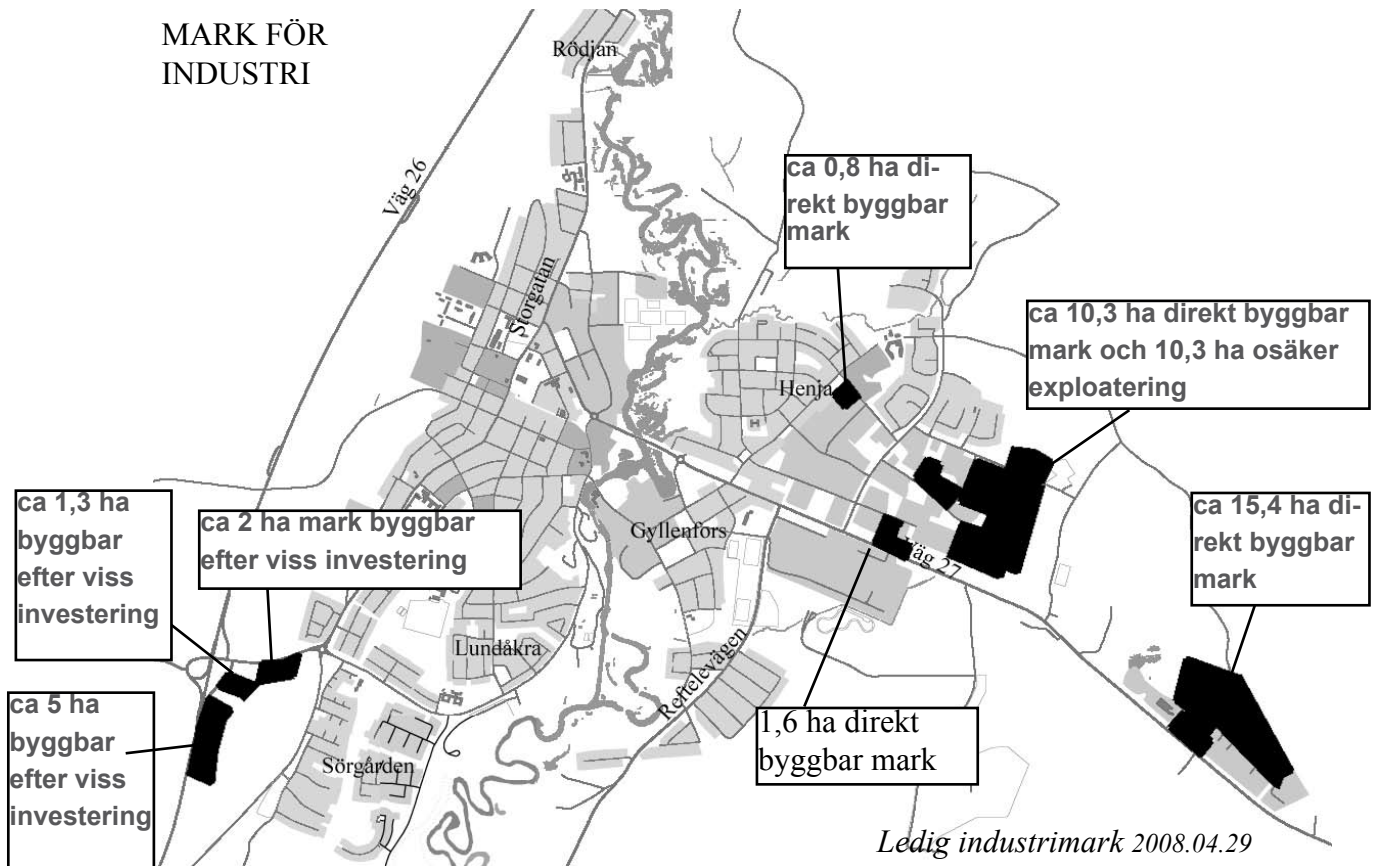 MARK FÖR
INDUSTRI
Rödjan
Väg 26
ca 0,8 ha di-
rekt byggbar
mark
Storgatan
ca 10,3 ha direkt byggbar
mark och 10,3 ha osäker
exploatering
Henja
ca 1,3 ha
byggbar
efter viss
investering
ca 2 ha mark byggbar
efter viss investering
Gyllenfors
Väg 27
ca 15,4 ha di-
rekt byggbar
mark
Lundåkra
Reftelevägen
ca 5 ha
byggbar
efter viss
investering
1,6 ha direkt
byggbar mark
Sörgården
Ledig industrimark 2008.04.29